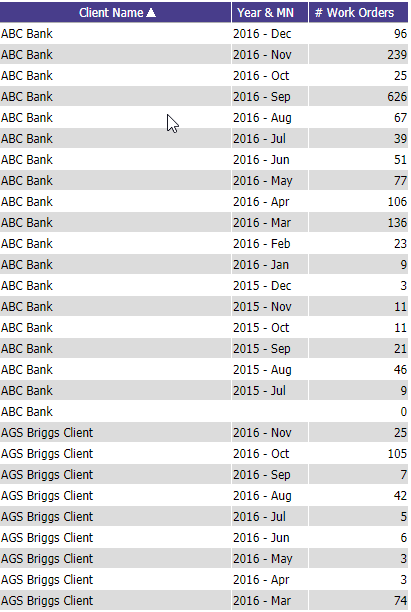 Client Name ▲ Year & MN # Work Orders
ABC Bank 2016 - Dec 96
ABC Bank 2016 - Nov 239
ABC Bank 2016 - Oct 25
ABC Bank 2016 - Sep 626
ABC Bank 2016 - Aug 67
ABC Bank 2016 - Jul 39
ABC Bank 2016 - Jun 51
ABC Bank 2016 - May 77
ABC Bank 2016 - Apr 106
ABC Bank 2016 - Mar 136
ABC Bank 2016 - Feb 23
ABC Bank 2016 - Jan 9
ABC Bank 2015 - Dec 3
ABC Bank 2015 - Nov 11
ABC Bank 2015 - Oct 11
ABC Bank 2015 - Sep 21
ABC Bank 2015 - Aug 46
ABC Bank 2015 - Jul 9
ABC Bank 0
AGS Briggs Client 2016 - Nov 25
AGS Briggs Client 2016 - Oct 105
AGS Briggs Client 2016 - Sep 7
AGS Briggs Client 2016 - Aug 42
AGS Briggs Client 2016 - Jul 5
AGS Briggs Client 2016 - Jun 6
AGS Briggs Client 2016 - May 3
AGS Briggs Client 2016 - Apr 3
AGS Briggs Client 2016 - Mar 74